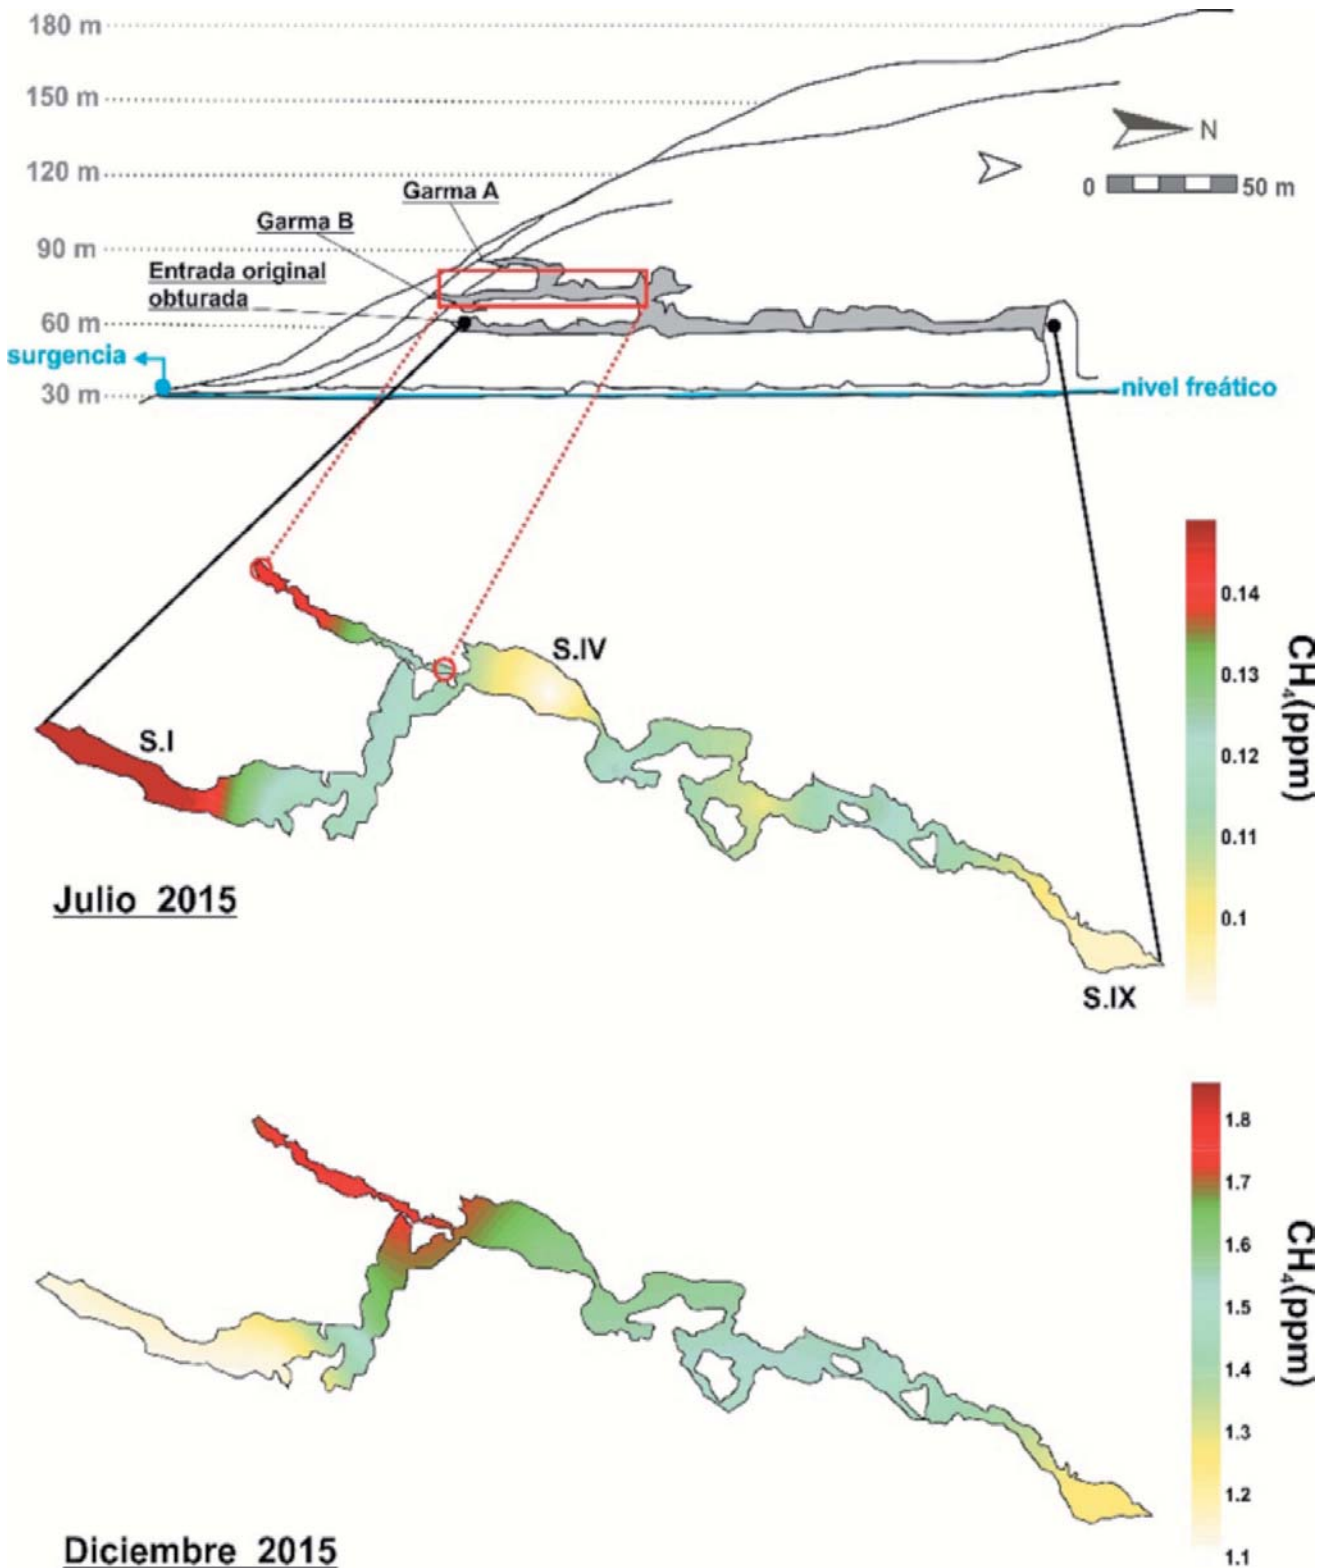 180 m
150 m
N
120 m
0 50 m
Garma A
Garma B
90 m
Entrada original
obturada
60 m
surgencia
30 m
nivel freático
0.14
S.IV
0.13
CH₄(ppm)
S.I
0.12
0.11
Julio 2015
0.1
S.IX
1.8
1.7
1.6
CH₄(ppm)
1.5
1.4
1.3
1.2
Diciembre 2015
1.1